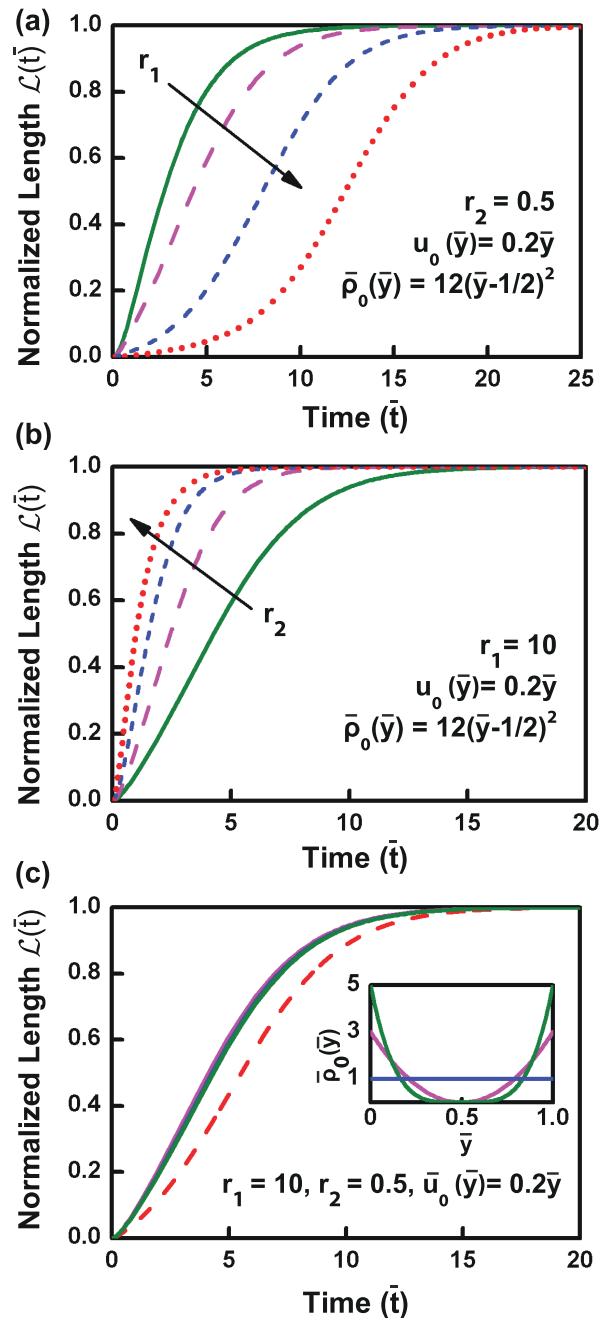 (a)
Normalized Length ℒ(t̄)
1.0
0.8
0.6
0.4
0.2
0.0
r₁
r₂ = 0.5
u₀ (ȳ)= 0.2ȳ
ρ̄₀(ȳ) = 12(ȳ-1/2)²
0 5 10 15 20 25
Time (t̄)
(b)
Normalized Length ℒ(t̄)
1.0
0.8
0.6
0.4
0.2
0.0
r₂
r₁= 10
u₀ (ȳ)= 0.2ȳ
ρ̄₀(ȳ) = 12(ȳ-1/2)²
0 5 10 15 20
Time (t̄)
(c)
Normalized Length ℒ(t̄)
1.0
0.8
0.6
0.4
0.2
0.0
ρ̄₀(ȳ)
5
3
1
0 0.5 1.0
ȳ
r₁ = 10, r₂ = 0.5, ū₀ (ȳ)= 0.2ȳ
0 5 10 15 20
Time (t̄)